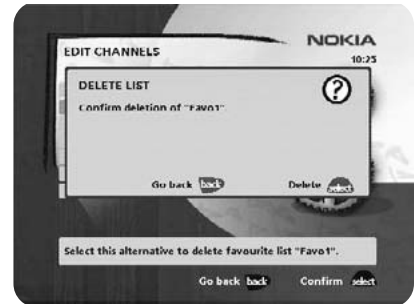 NOKIA
EDIT CHANNELS
10:25
DELETE LIST
?
Confirm deletion of "Favo1".
Go back back Delete select
Select this alternative to delete favourite list "Favo1".
Go back back Confirm select